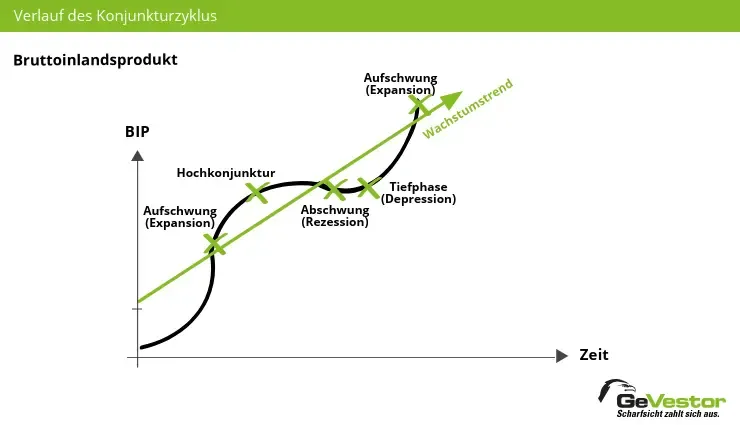 Verlauf des Konjunkturzyklus
Bruttoinlandsprodukt
Aufschwung
(Expansion)
Wachstumstrend
BIP
Hochkonjunktur
Tiefphase
(Depression)
Abschwung
(Rezession)
Aufschwung
(Expansion)
Zeit
GeVestor
Scharfsicht zahlt sich aus.